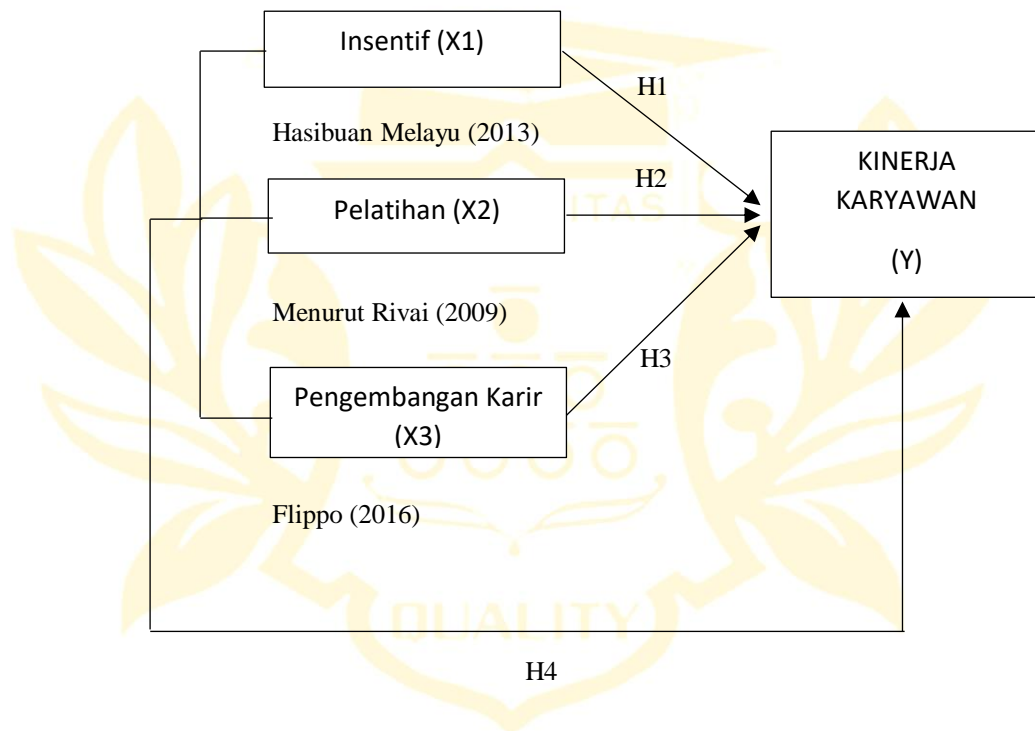 Insentif (X1)
H1
Hasibuan Melayu (2013)
KINERJA
KARYAWAN
(Y)
H2
Pelatihan (X2)
Menurut Rivai (2009)
H3
Pengembangan Karir
(X3)
Flippo (2016)
QUALITY
H4